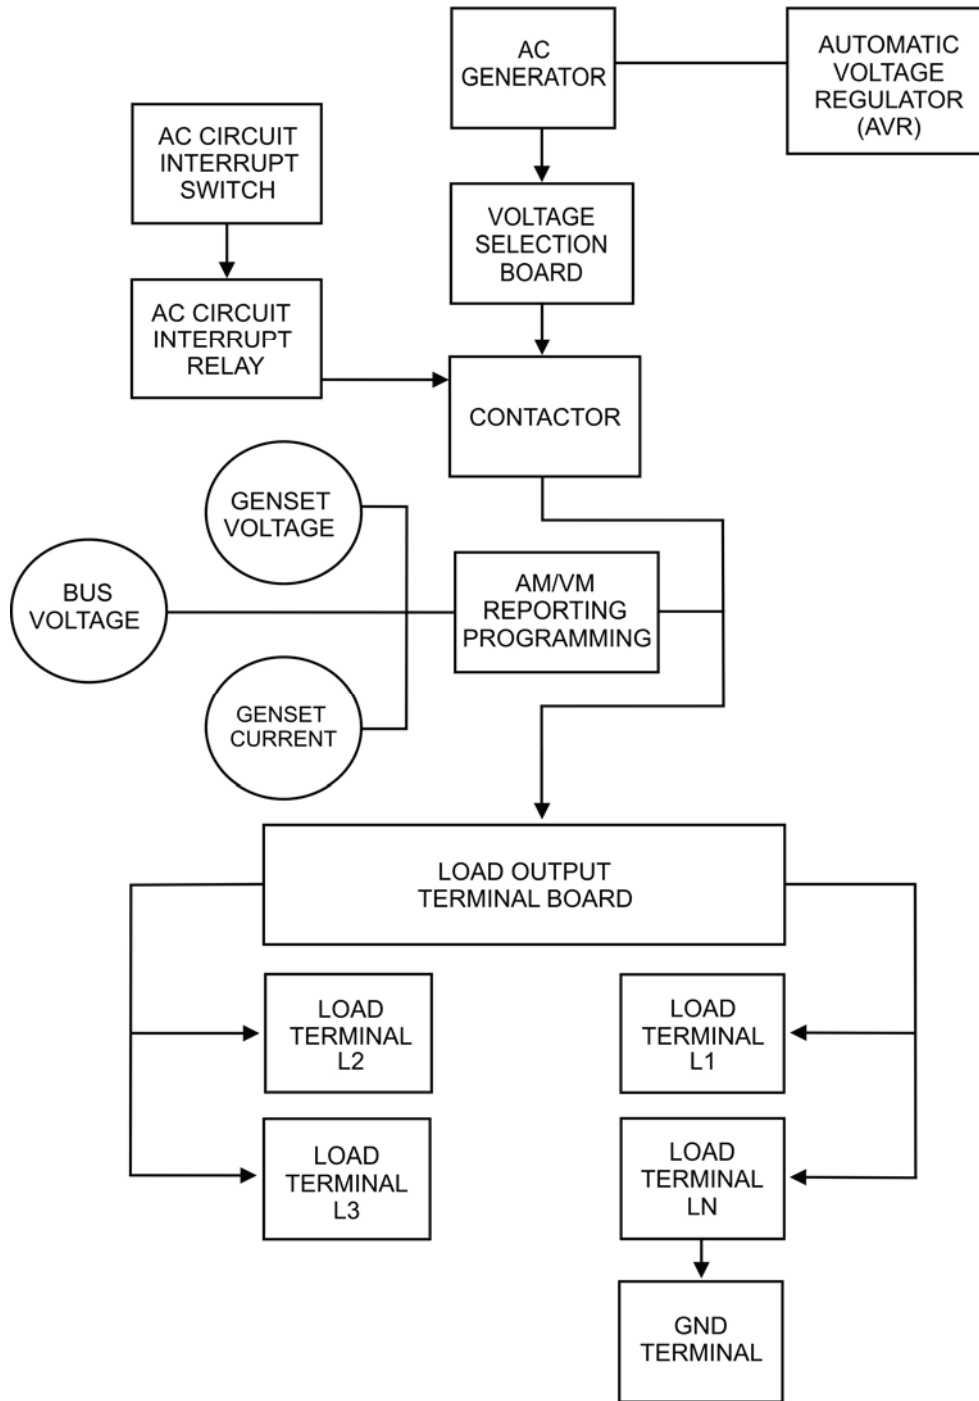 AC
GENERATOR
AUTOMATIC
VOLTAGE
REGULATOR
(AVR)
AC CIRCUIT
INTERRUPT
SWITCH
VOLTAGE
SELECTION
BOARD
AC CIRCUIT
INTERRUPT
RELAY
CONTACTOR
GENSET
VOLTAGE
BUS
VOLTAGE
AM/VM
REPORTING
PROGRAMMING
GENSET
CURRENT
LOAD OUTPUT
TERMINAL BOARD
LOAD
TERMINAL
L2
LOAD
TERMINAL
L1
LOAD
TERMINAL
L3
LOAD
TERMINAL
LN
GND
TERMINAL